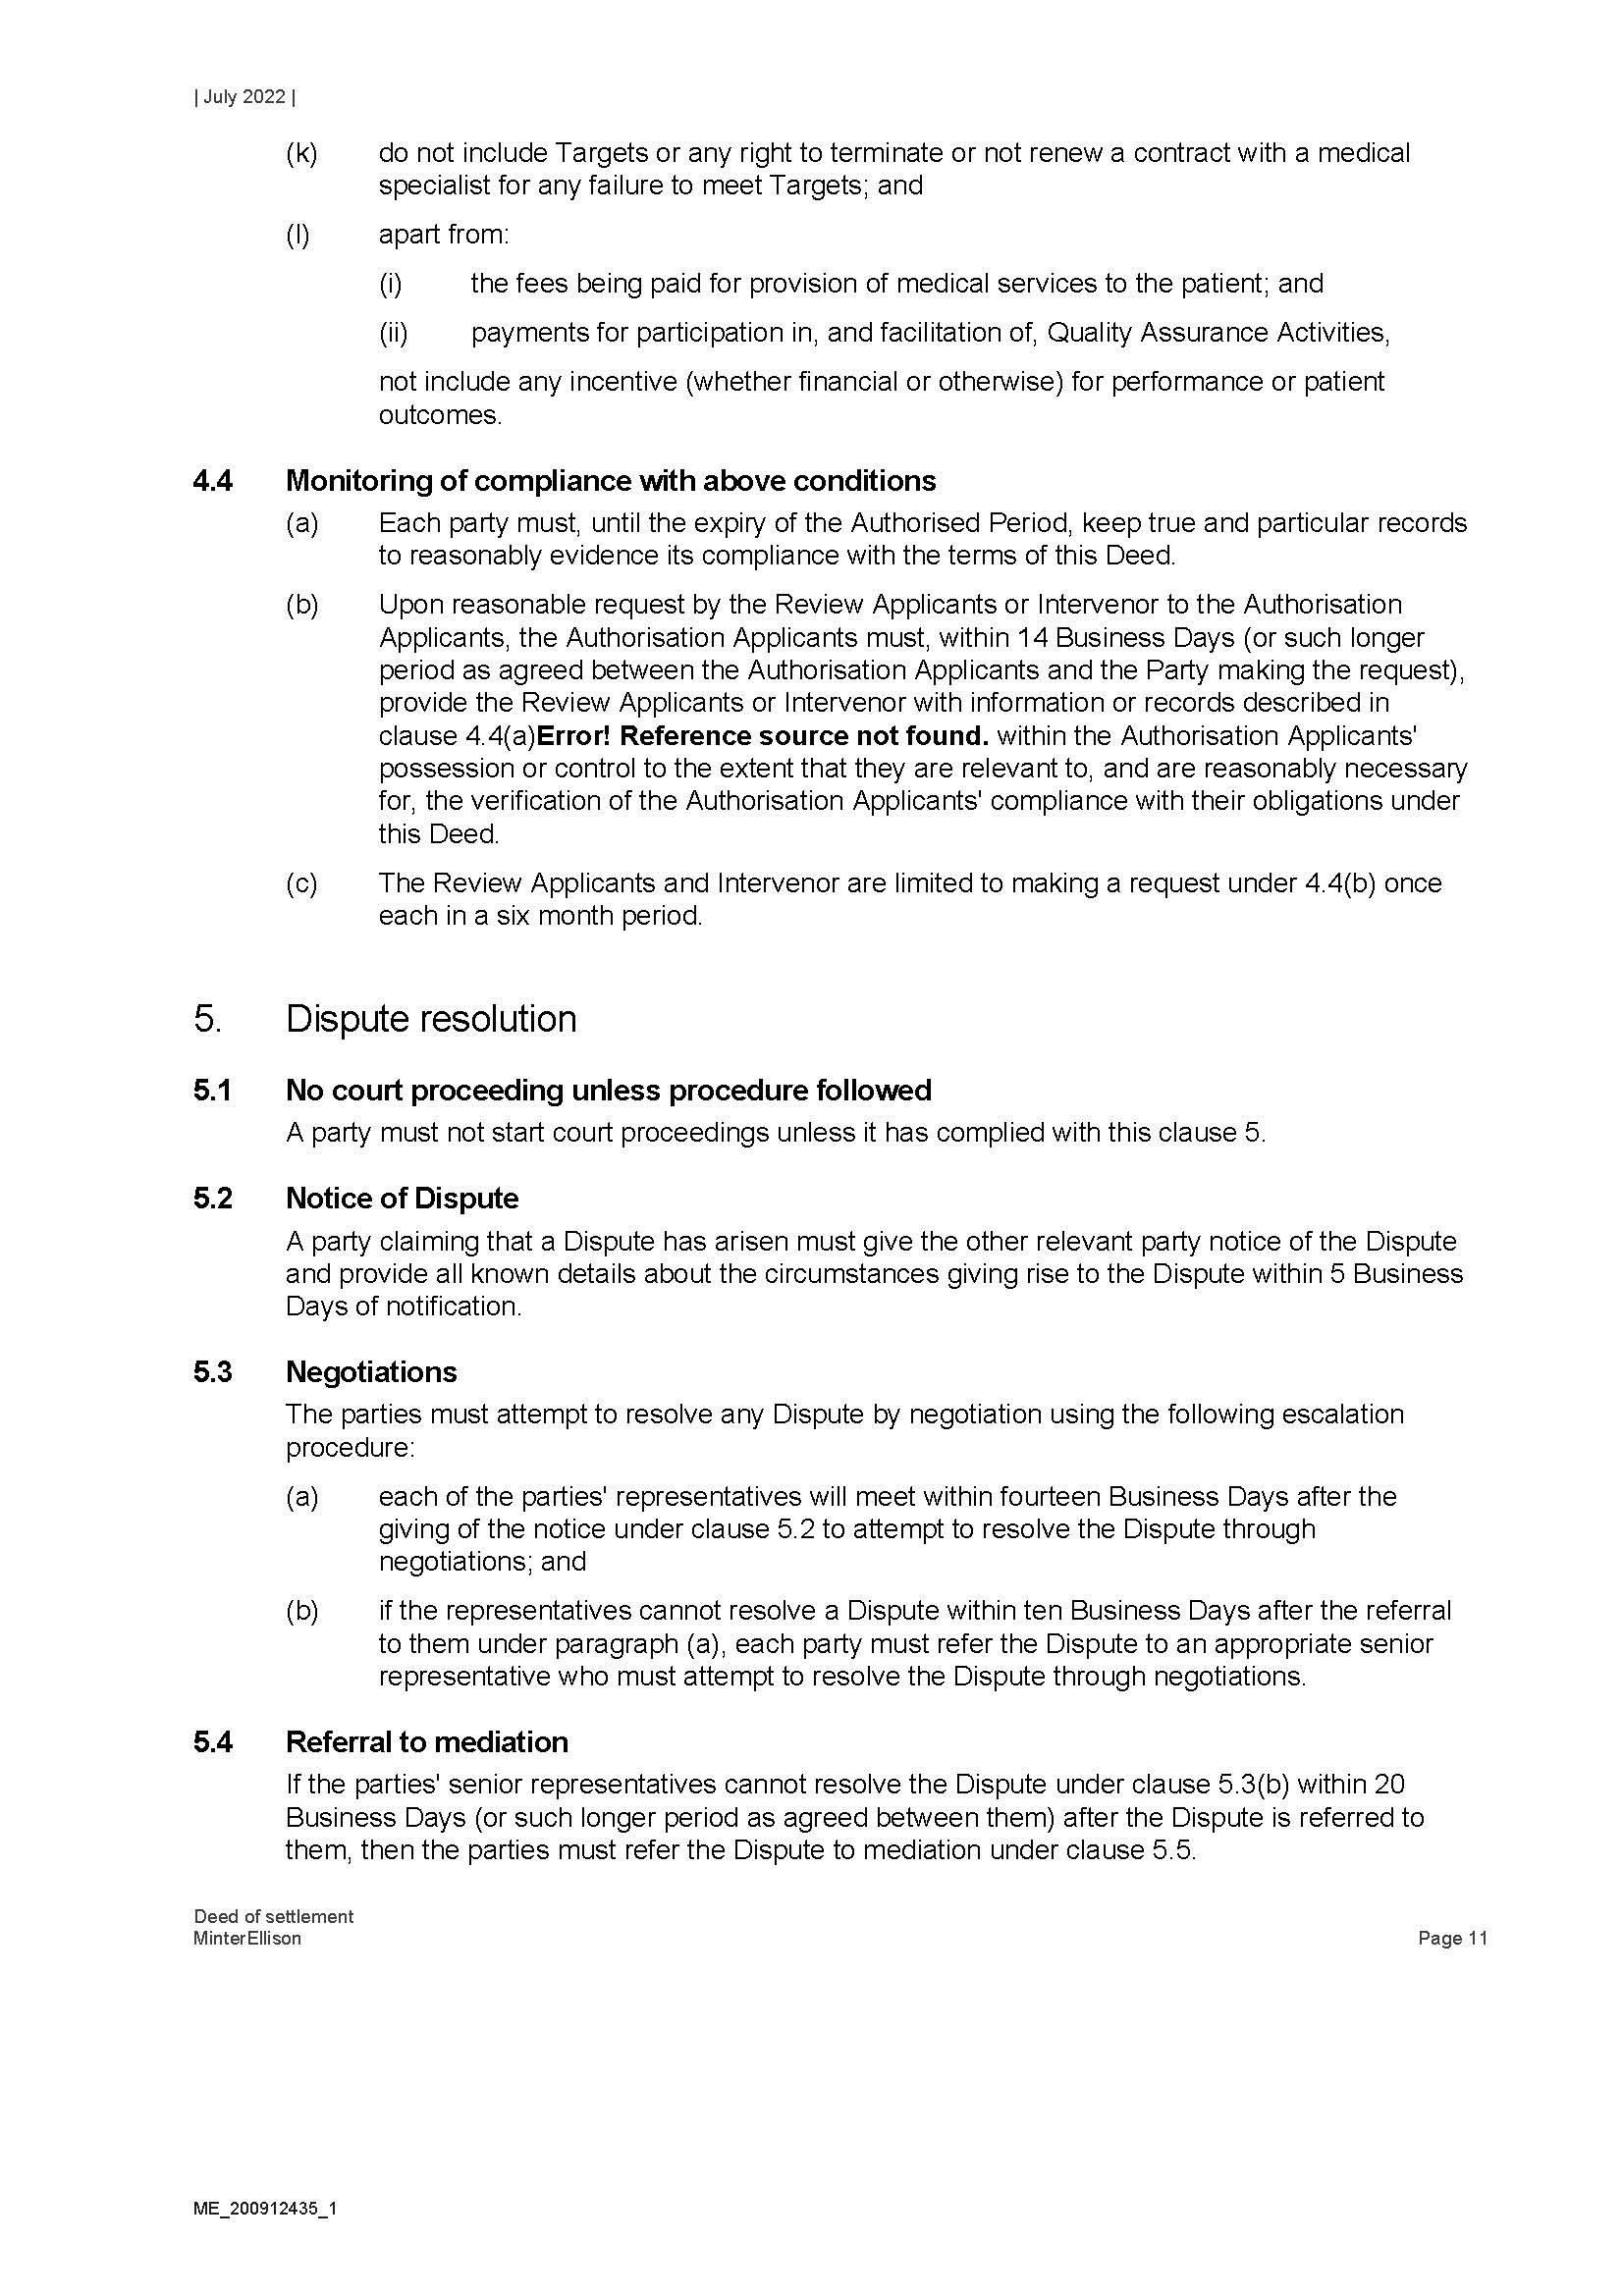 | July 2022 |
(k) do not include Targets or any right to terminate or not renew a contract with a medical
specialist for any failure to meet Targets; and
(l) apart from:
(i) the fees being paid for provision of medical services to the patient; and
(ii) payments for participation in, and facilitation of, Quality Assurance Activities,
not include any incentive (whether financial or otherwise) for performance or patient
outcomes.
4.4 Monitoring of compliance with above conditions
(a) Each party must, until the expiry of the Authorised Period, keep true and particular records
to reasonably evidence its compliance with the terms of this Deed.
(b) Upon reasonable request by the Review Applicants or Intervenor to the Authorisation
Applicants, the Authorisation Applicants must, within 14 Business Days (or such longer
period as agreed between the Authorisation Applicants and the Party making the request),
provide the Review Applicants or Intervenor with information or records described in
clause 4.4(a)Error! Reference source not found. within the Authorisation Applicants'
possession or control to the extent that they are relevant to, and are reasonably necessary
for, the verification of the Authorisation Applicants' compliance with their obligations under
this Deed.
(c) The Review Applicants and Intervenor are limited to making a request under 4.4(b) once
each in a six month period.
5. Dispute resolution
5.1 No court proceeding unless procedure followed
A party must not start court proceedings unless it has complied with this clause 5.
5.2 Notice of Dispute
A party claiming that a Dispute has arisen must give the other relevant party notice of the Dispute
and provide all known details about the circumstances giving rise to the Dispute within 5 Business
Days of notification.
5.3 Negotiations
The parties must attempt to resolve any Dispute by negotiation using the following escalation
procedure:
(a) each of the parties' representatives will meet within fourteen Business Days after the
giving of the notice under clause 5.2 to attempt to resolve the Dispute through
negotiations; and
(b) if the representatives cannot resolve a Dispute within ten Business Days after the referral
to them under paragraph (a), each party must refer the Dispute to an appropriate senior
representative who must attempt to resolve the Dispute through negotiations.
5.4 Referral to mediation
If the parties' senior representatives cannot resolve the Dispute under clause 5.3(b) within 20
Business Days (or such longer period as agreed between them) after the Dispute is referred to
them, then the parties must refer the Dispute to mediation under clause 5.5.
Deed of settlement
MinterEllison Page 11
ME_200912435_1